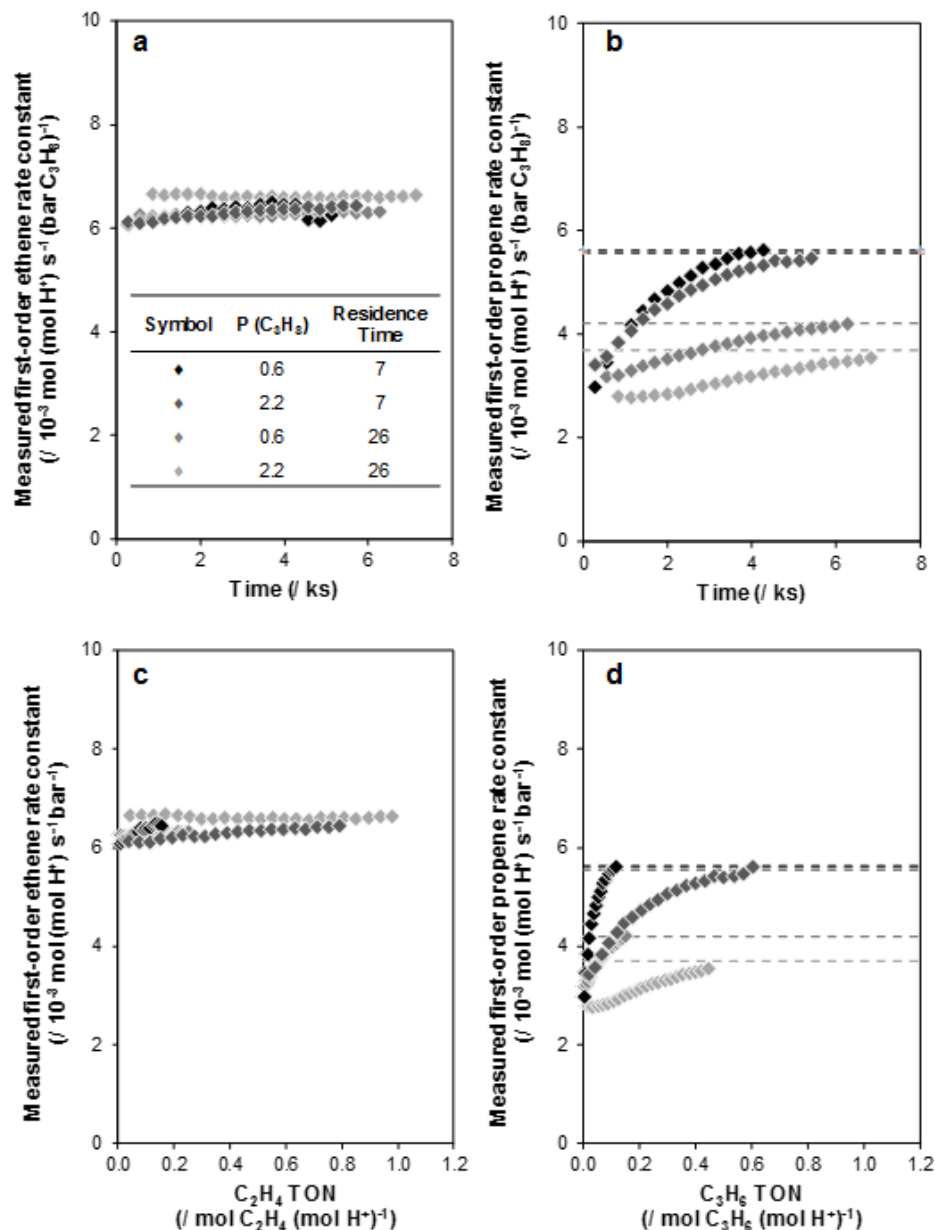 a
Measured first-order ethene rate constant
(/ 10⁻³ mol (mol H⁺) s⁻¹ (bar C₃H₈)⁻¹
10
8
6
4
2
0
Symbol P (C₃H₈) Residence Time
0.6 7
2.2 7
0.6 26
2.2 26
0 2 4 6 8
Time (/ ks)
b
Measured first-order propene rate constant
(/ 10⁻³ mol (mol H⁺) s⁻¹ (bar C₃H₈)⁻¹
10
8
6
4
2
0
0 2 4 6 8
Time (/ ks)
c
Measured first-order ethene rate constant
(/ 10⁻³ mol (mol H⁺) s⁻¹ bar⁻¹)
10
8
6
4
2
0
0.0 0.2 0.4 0.6 0.8 1.0 1.2
C₂H₄ TON
(/ mol C₂H₄ (mol H⁺)⁻¹)
d
Measured first-order propene rate constant
(/ 10⁻³ mol (mol H⁺) s⁻¹ bar⁻¹)
10
8
6
4
2
0
0.0 0.2 0.4 0.6 0.8 1.0 1.2
C₃H₆ TON
(/ mol C₃H₆ (mol H⁺)⁻¹)